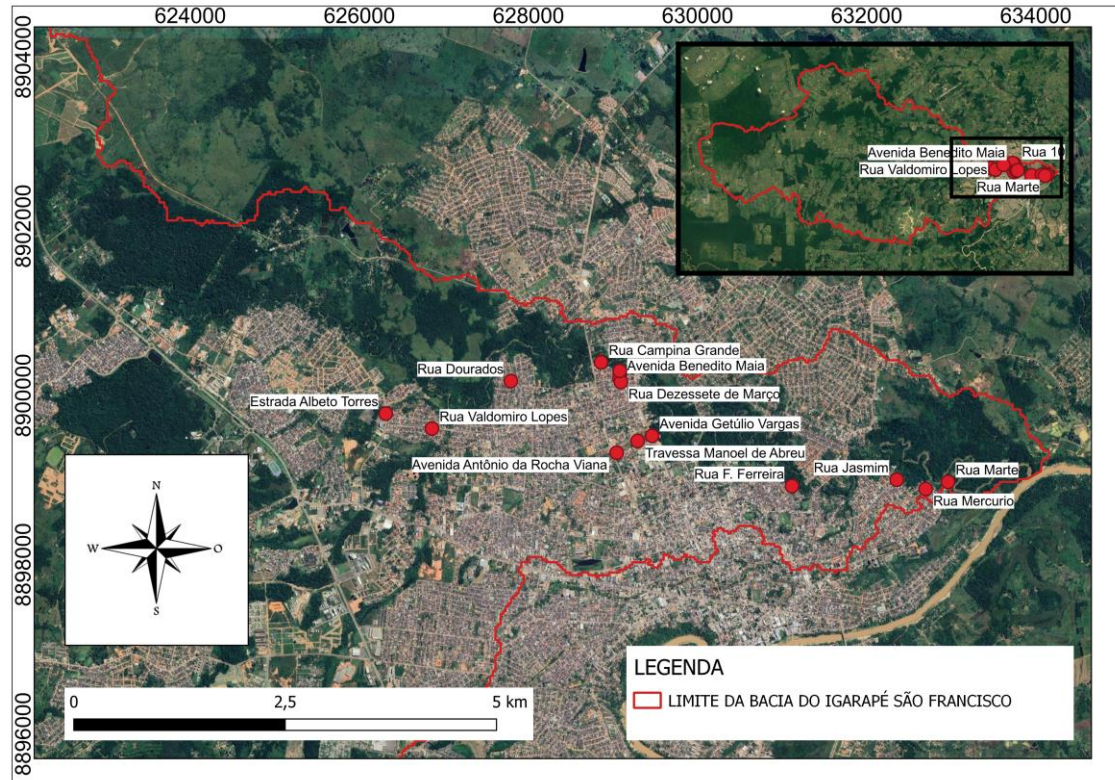 624000
626000
628000
630000
632000
634000
8904000
8902000
8900000
8898000
8896000
Avenida Benedito Maia
Rua 10
Rua Valdomiro Lopes
Rua Marte
Rua Campina Grande
Avenida Benedito Maia
Rua Dourados
Rua Dezessete de Março
Estrada Albeto Torres
Rua Valdomiro Lopes
Avenida Getúlio Vargas
Travessa Manoel de Abreu
Avenida Antônio da Rocha Viana
Rua F. Ferreira
Rua Jasmim
Rua Marte
Rua Mercurio
N
W
O
S
LEGENDA
LIMITE DA BACIA DO IGARAPÉ SÃO FRANCISCO
0
2,5
5 km